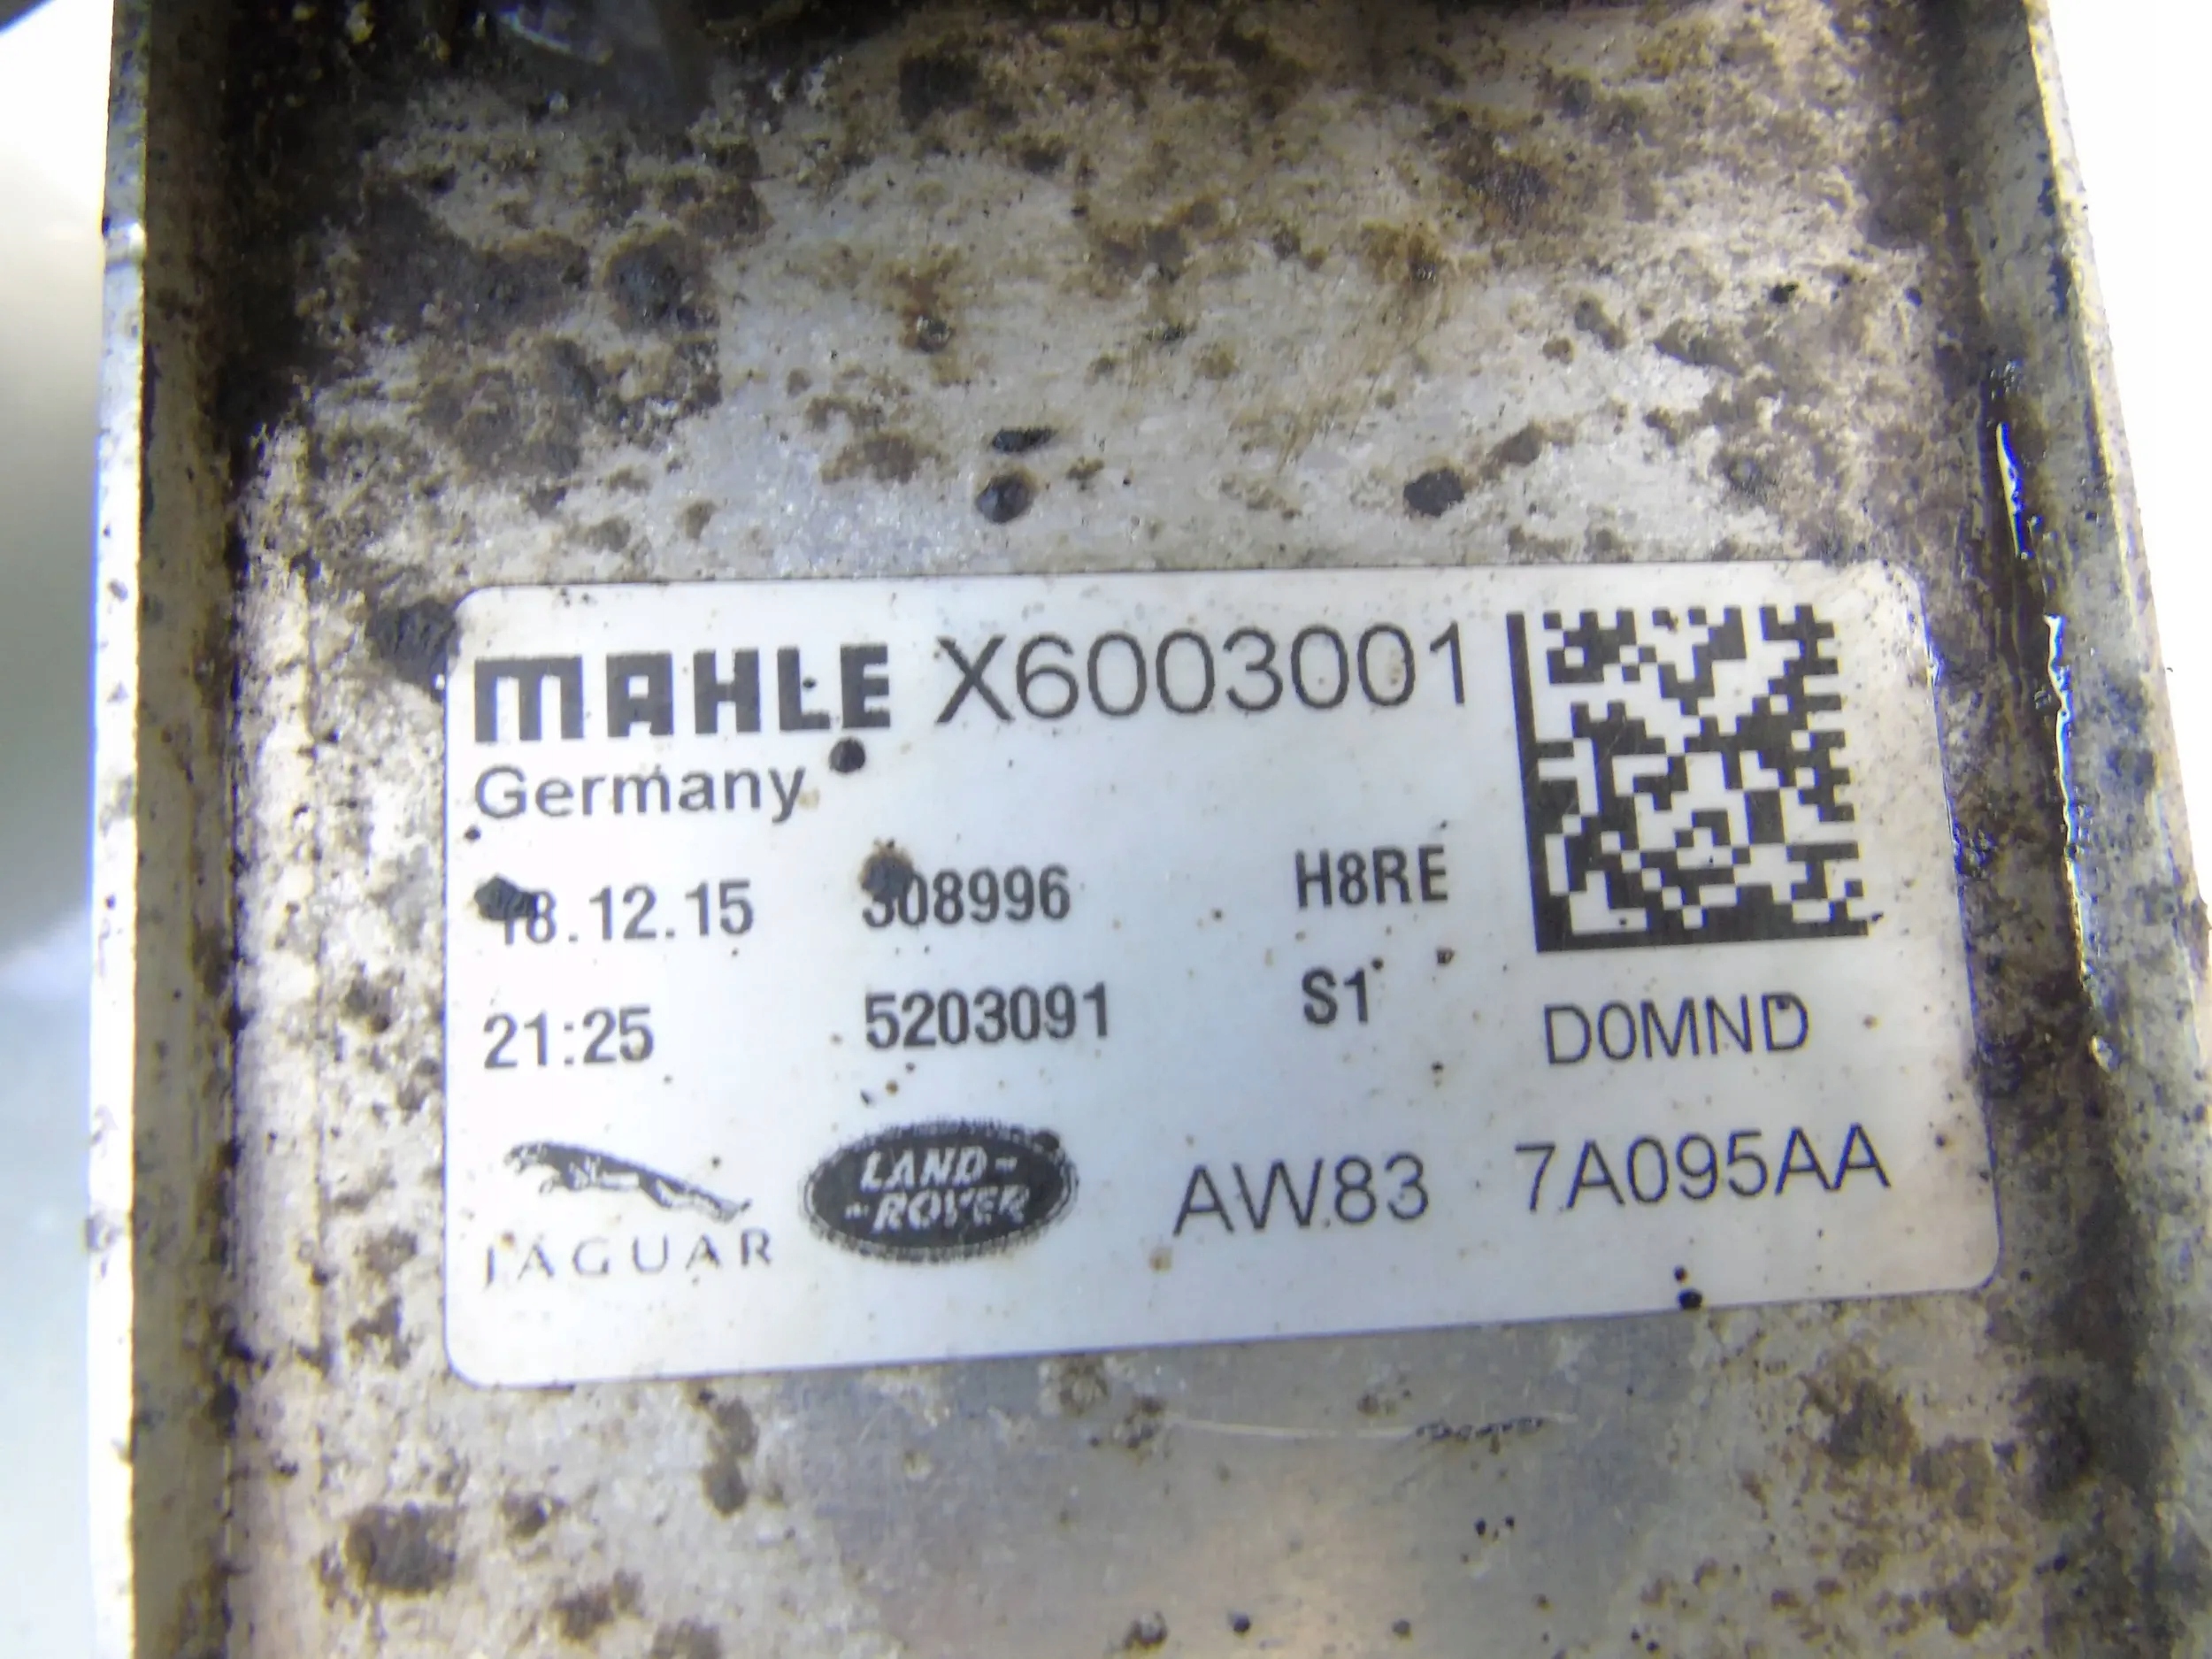 MAHLE X6003001
Germany
18.12.15 308996 H8RE
21:25 5203091 S1 D0MND
JAGUAR LAND-ROVER AW83 7A095AA